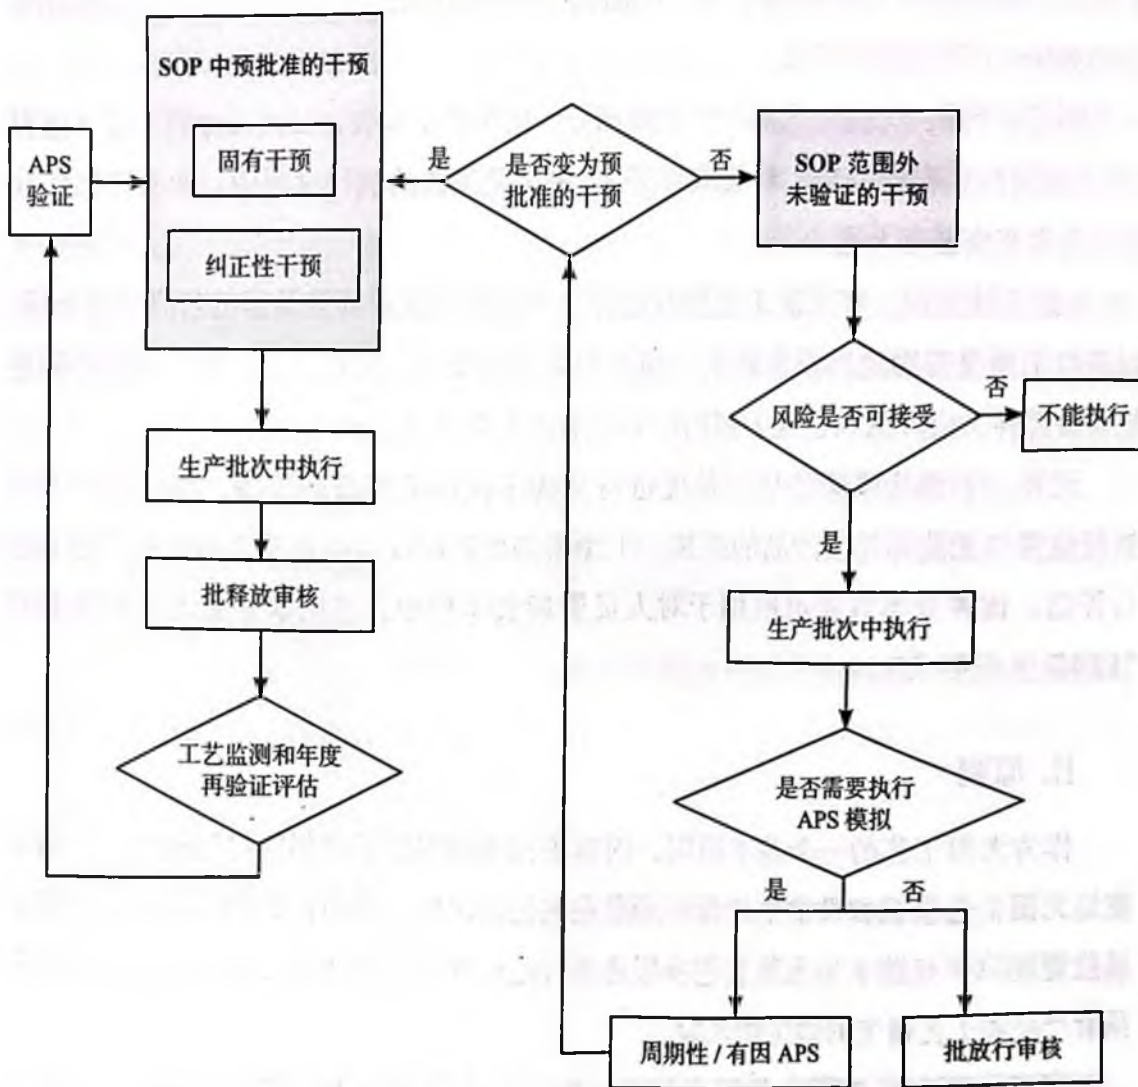 SOP 中预批准的干预
固有干预
纠正性干预
APS
验证
是
是否变为预
批准的干预
否
SOP 范围外
未验证的干预
风险是否可接受
否
不能执行
是
生产批次中执行
批释放审核
工艺监测和年度
再验证评估
生产批次中执行
是否需要执行
APS 模拟
是
否
周期性 / 有因 APS
批放行审核